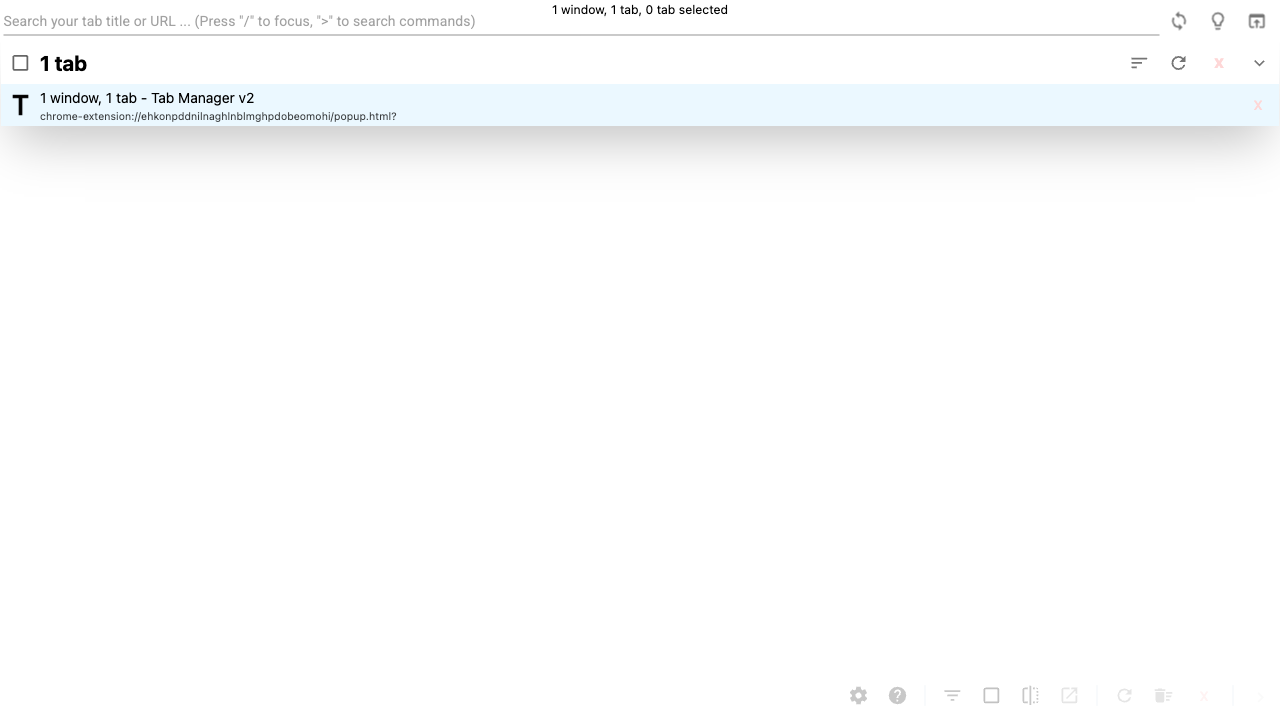 1 window, 1 tab, 0 tab selected
Search your tab title or URL ... (Press "/" to focus, ">" to search commands)
1 tab
x
T
1 window, 1 tab - Tab Manager v2
chrome-extension://ehkonpddnilnaghlnblmghpdobeomohi/popup.html?
x
x